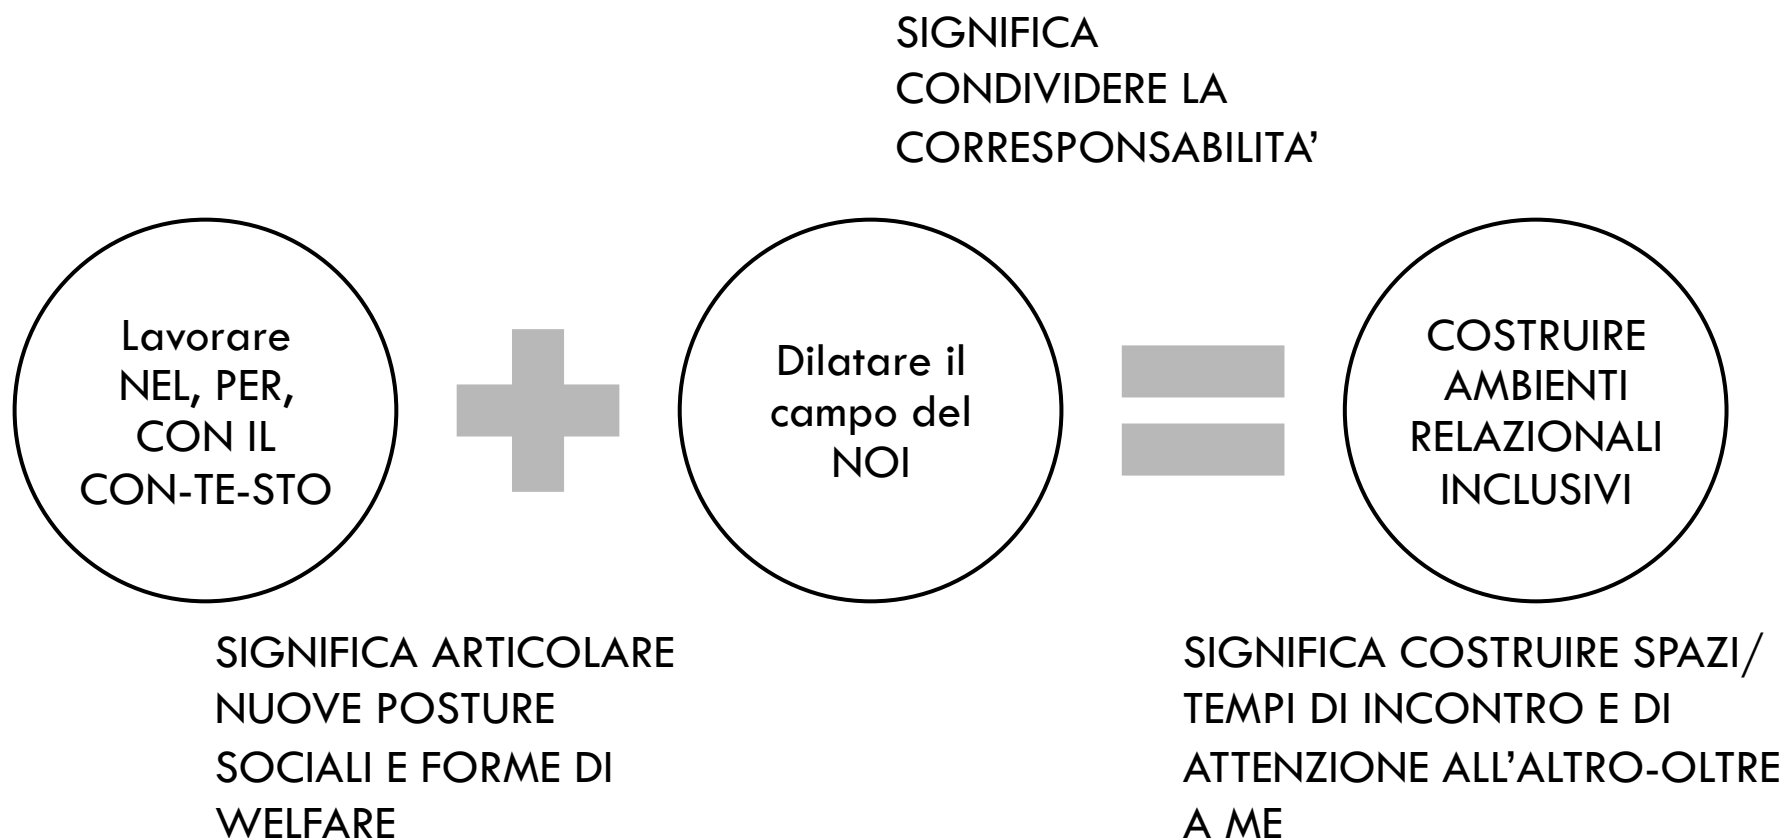 SIGNIFICA
CONDIVIDERE LA
CORRESPONSABILITA’
Lavorare
NEL, PER,
CON IL
CON-TE-STO
Dilatare il
campo del
NOI
COSTRUIRE
AMBIENTI
RELAZIONALI
INCLUSIVI
SIGNIFICA ARTICOLARE
NUOVE POSTURE
SOCIALI E FORME DI
WELFARE
SIGNIFICA COSTRUIRE SPAZI/
TEMPI DI INCONTRO E DI
ATTENZIONE ALL’ALTRO-OLTRE
A ME